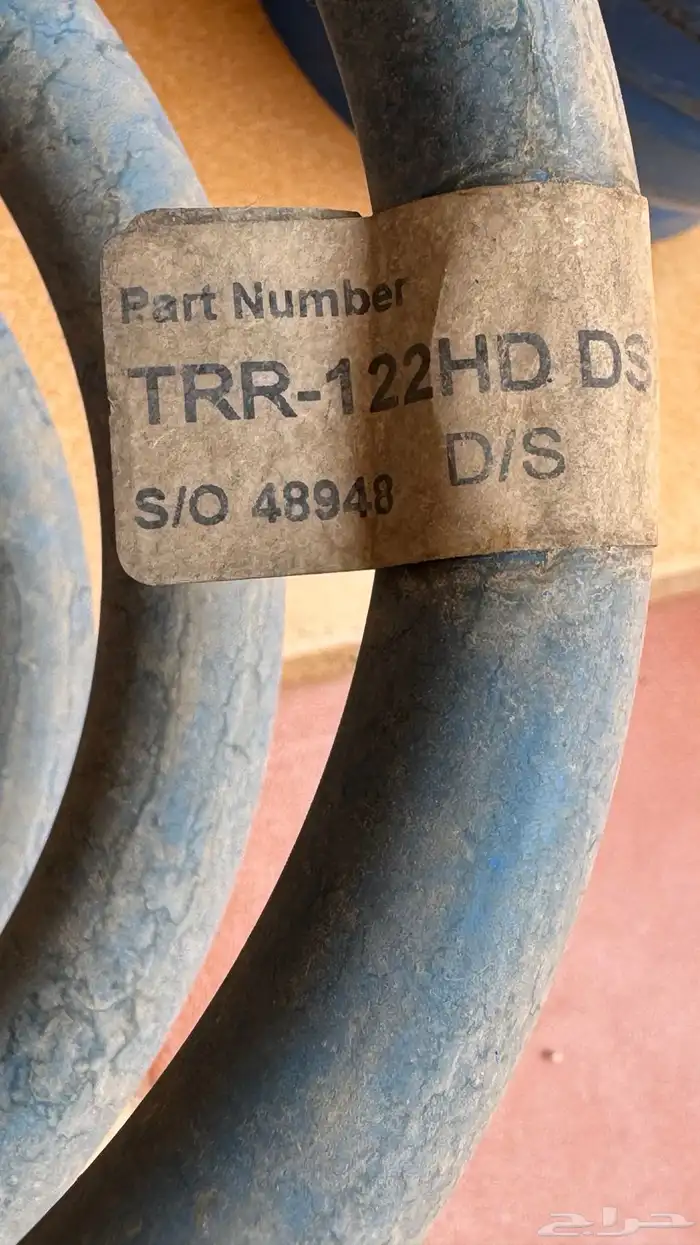 Part Number
TRR-122HD DS
D/S
S/O 48948
حراج